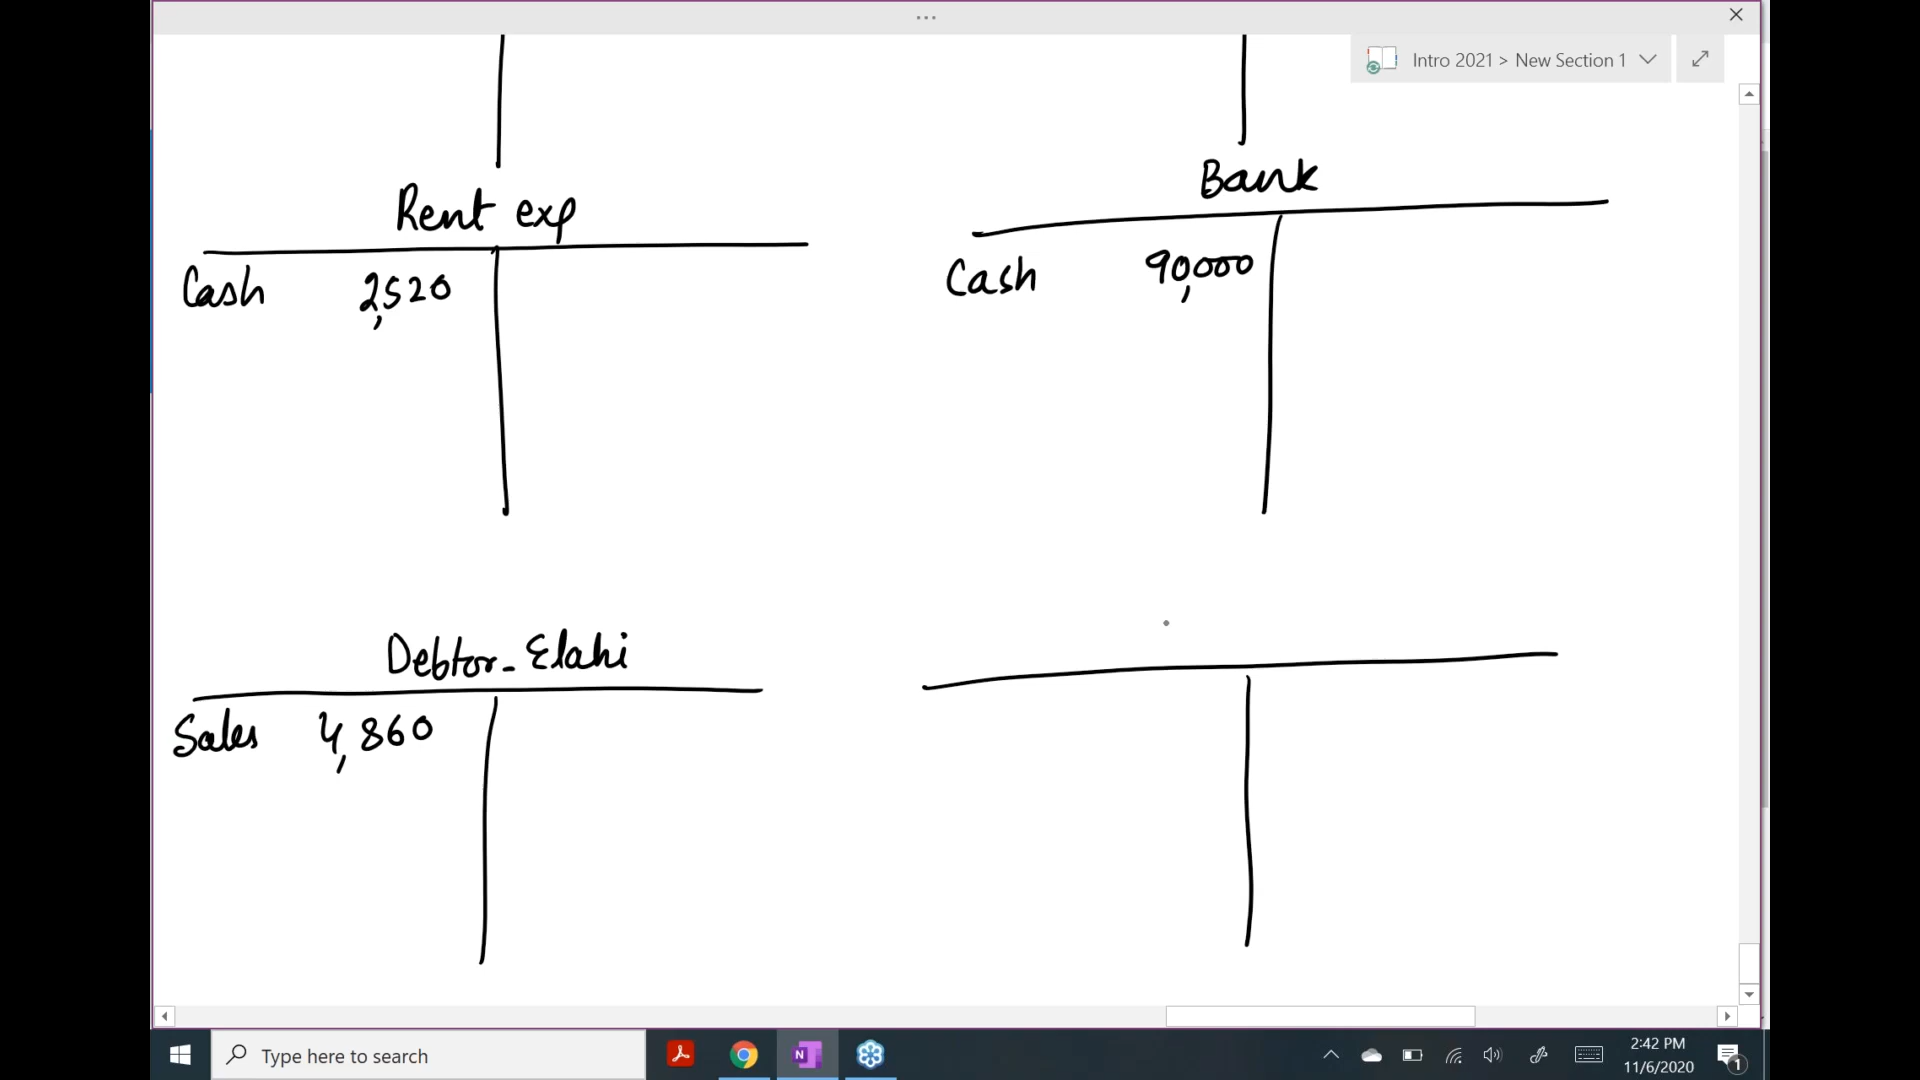 Intro 2021 > New Section 1
Rent exp
Cash 2,520
Bank
Cash 90,000
Debtor - Elahi
Sales 4,860
Type here to search
N
2:42 PM
11/6/2020
1